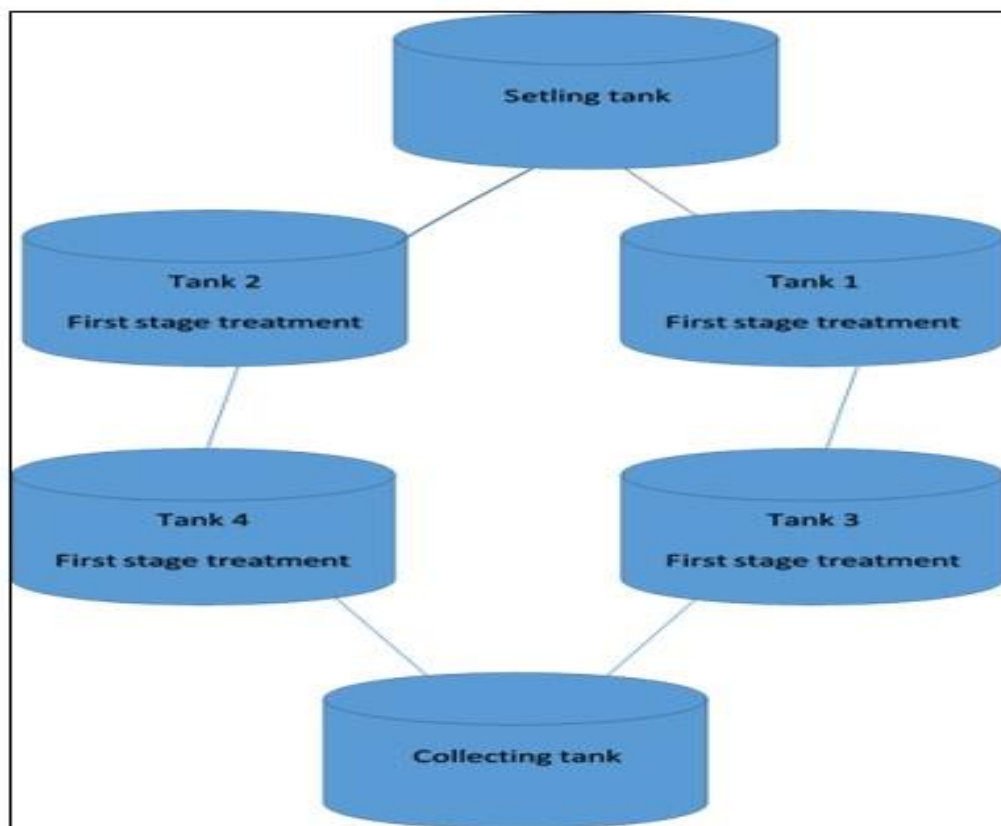 Setling tank
Tank 2
First stage treatment
Tank 1
First stage treatment
Tank 4
First stage treatment
Tank 3
First stage treatment
Collecting tank